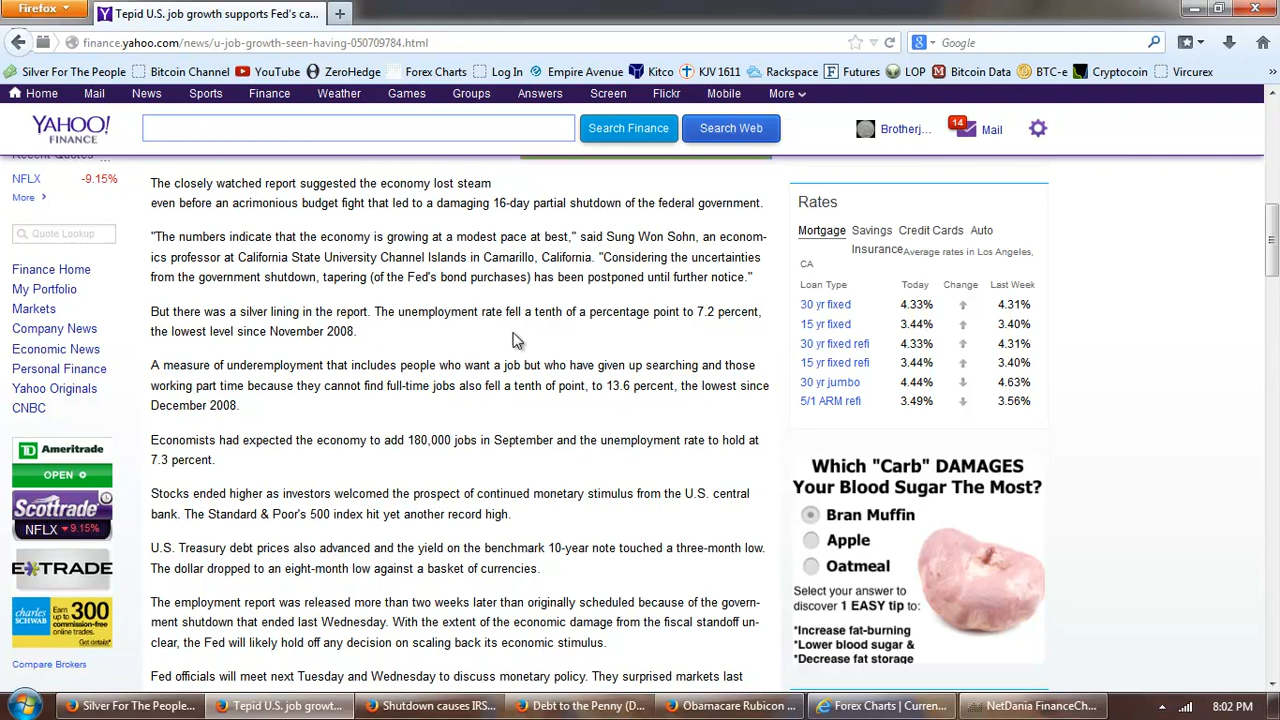 Firefox
Tepid U.S. job growth supports Fed's ca...
finance.yahoo.com/news/u-job-growth-seen-having-050709784.html
Google
Silver For The People
Bitcoin Channel
YouTube
ZeroHedge
Forex Charts
Log In
Empire Avenue
Kitco
KJV 1611
Rackspace
Futures
LOP
Bitcoin Data
BTC-e
Cryptocoin
Vircurex
»
Home Mail News Sports Finance Weather Games Groups Answers Screen Flickr Mobile More
YAHOO!
FINANCE
Search Finance
Search Web
Brotherj...
14
Mail
Recent Quotes ...
NFLX -9.15%
More
Quote Lookup
Finance Home
My Portfolio
Markets
Company News
Economic News
Personal Finance
Yahoo Originals
CNBC
TD Ameritrade
OPEN
Scottrade
NFLX 9.15%
E*TRADE
charles SCHWAB
Earn up to 300
commission-free
online trades.
Get details*
Compare Brokers
The closely watched report suggested the economy lost steam
even before an acrimonious budget fight that led to a damaging 16-day partial shutdown of the federal government.
"The numbers indicate that the economy is growing at a modest pace at best," said Sung Won Sohn, an econom-
ics professor at California State University Channel Islands in Camarillo, California. "Considering the uncertainties
from the government shutdown, tapering (of the Fed's bond purchases) has been postponed until further notice."
But there was a silver lining in the report. The unemployment rate fell a tenth of a percentage point to 7.2 percent,
the lowest level since November 2008.
A measure of underemployment that includes people who want a job but who have given up searching and those
working part time because they cannot find full-time jobs also fell a tenth of point, to 13.6 percent, the lowest since
December 2008.
Economists had expected the economy to add 180,000 jobs in September and the unemployment rate to hold at
7.3 percent.
Stocks ended higher as investors welcomed the prospect of continued monetary stimulus from the U.S. central
bank. The Standard & Poor's 500 index hit yet another record high.
U.S. Treasury debt prices also advanced and the yield on the benchmark 10-year note touched a three-month low.
The dollar dropped to an eight-month low against a basket of currencies.
The employment report was released more than two weeks later than originally scheduled because of the govern-
ment shutdown that ended last Wednesday. With the extent of the economic damage from the fiscal standoff un-
clear, the Fed will likely hold off any decision on scaling back its economic stimulus.
Fed officials will meet next Tuesday and Wednesday to discuss monetary policy. They surprised markets last
Rates
Mortgage Savings Credit Cards Auto
Insurance Average rates in Los Angeles,
CA
Loan Type Today Change Last Week
30 yr fixed 4.33% 4.31%
15 yr fixed 3.44% 3.40%
30 yr fixed refi 4.33% 4.31%
15 yr fixed refi 3.44% 3.40%
30 yr jumbo 4.44% 4.63%
5/1 ARM refi 3.49% 3.56%
Which "Carb" DAMAGES
Your Blood Sugar The Most?
Bran Muffin
Apple
Oatmeal
Select your answer to
discover 1 EASY tip to:
*Increase fat-burning
*Lower blood sugar &
*Decrease fat storage
Silver For The People...
Tepid U.S. job growt...
Shutdown causes IRS...
Debt to the Penny (D...
Obamacare Rubicon ...
Forex Charts | Curren...
NetDania FinanceCh...
8:02 PM